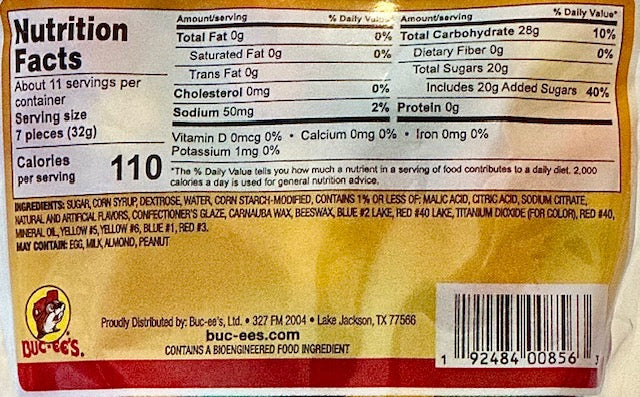 Nutrition
Facts
About 11 servings per
container
Serving size
7 pieces (32g)
Calories
per serving
110
Amount/serving % Daily Value*
Total Fat 0g 0%
Saturated Fat 0g 0%
Trans Fat 0g
Cholesterol 0mg 0%
Sodium 50mg 2%
Amount/serving % Daily Value*
Total Carbohydrate 28g 10%
Dietary Fiber 0g 0%
Total Sugars 20g
Includes 20g Added Sugars 40%
Protein 0g
Vitamin D 0mcg 0% • Calcium 0mg 0% • Iron 0mg 0%
Potassium 1mg 0%
*The % Daily Value tells you how much a nutrient in a serving of food contributes to a daily diet. 2,000
calories a day is used for general nutrition advice.
INGREDIENTS: SUGAR, CORN SYRUP, DEXTROSE, WATER, CORN STARCH-MODIFIED, CONTAINS 1% OR LESS OF: MALIC ACID, CITRIC ACID, SODIUM CITRATE,
NATURAL AND ARTIFICAL FLAVORS, CONFECTIONER'S GLAZE, CARNAUBA WAX, BEESWAX, BLUE #2 LAKE, RED #40 LAKE, TITANIUM DIOXIDE (FOR COLOR), RED #40,
MINERAL OIL, YELLOW #5, YELLOW #6, BLUE #1, RED #3.
MAY CONTAIN: EGG, MILK, ALMOND, PEANUT
BUC-EE'S.
Proudly Distributed by: Buc-ee's, Ltd. • 327 FM 2004 • Lake Jackson, TX 77566
buc-ees.com
CONTAINS A BIOENGINEERED FOOD INGREDIENT
1 92484 00856 3